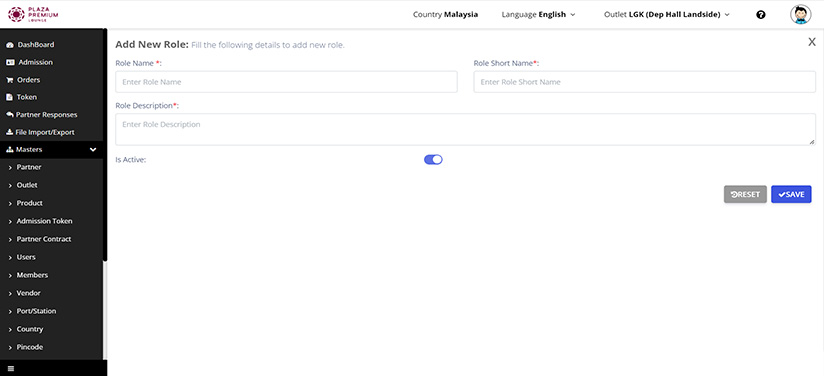 PLAZA
PREMIUM
LOUNGE
Country Malaysia
Language English
Outlet LGK (Dep Hall Landside)
DashBoard
Admission
Orders
Token
Partner Responses
File Import/Export
Masters
Partner
Outlet
Product
Admission Token
Partner Contract
Users
Members
Vendor
Port/Station
Country
Pincode
Add New Role: Fill the following details to add new role.
X
Role Name *:
Role Short Name*:
Enter Role Name
Enter Role Short Name
Role Description*:
Enter Role Description
Is Active:
RESET
SAVE